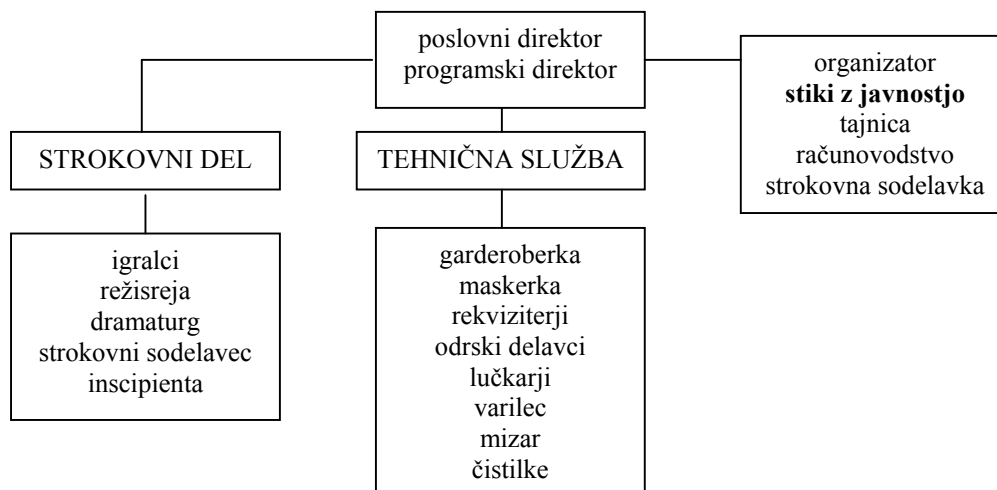 poslovni direktor
programski direktor
organizator
stiki z javnostjo
tajnica
računovodstvo
strokovna sodelavka
STROKOVNI DEL
TEHNIČNA SLUŽBA
igralci
režisreja
dramaturg
strokovni sodelavec
inscipienta
garderoberka
maskerka
rekviziterji
odrski delavci
lučkarji
varilec
mizar
čistilke